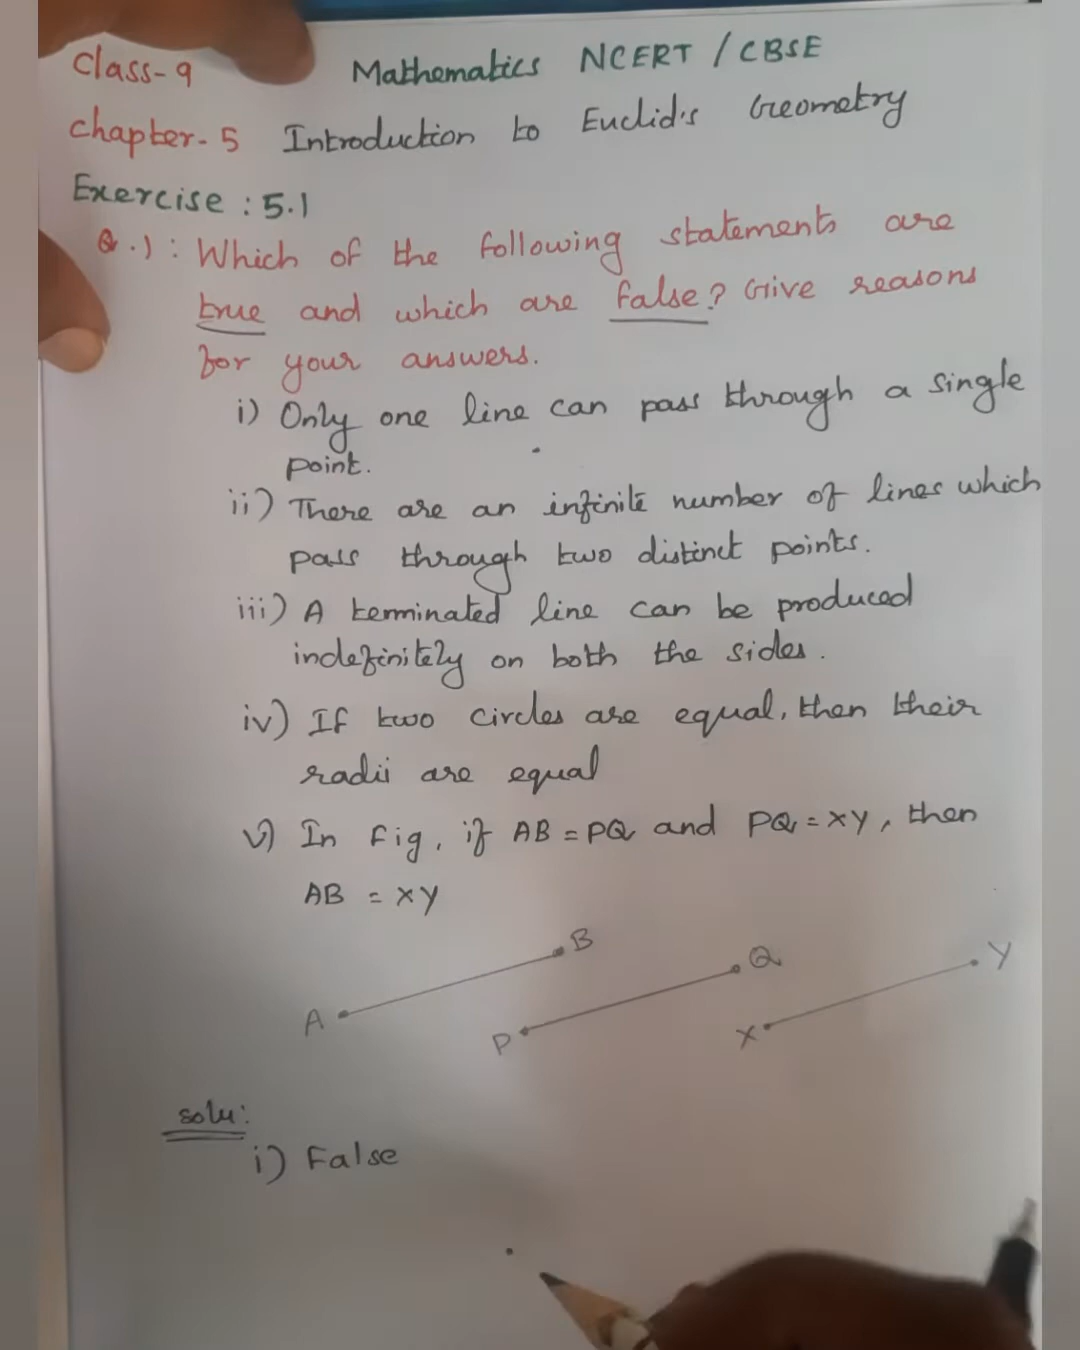 Class-9 Mathematics NCERT / CBSE
Chapter-5 Introduction to Euclid's Geometry
Exercise : 5.1
Q.1: Which of the following statements are
true and which are false? Give reasons
for your answers.
i) Only one line can pass through a single
point.
ii) There are an infinite number of lines which
pass through two distinct points.
iii) A terminated line can be produced
indefinitely on both the sides.
iv) If two circles are equal, then their
radii are equal
v) In Fig, if AB = PQ and PQ = XY, then
AB = XY
A B P Q X Y
solu:
i) False